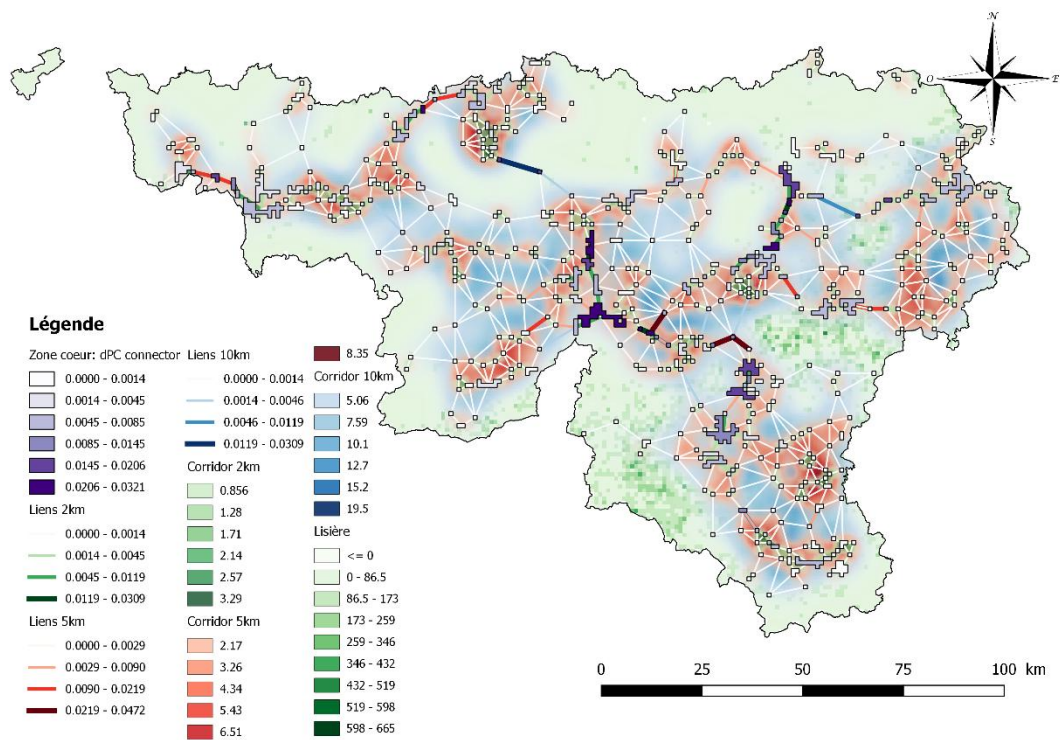 N
O
E
S
Légende
Zone coeur: dPC connector
0.0000 - 0.0014
0.0014 - 0.0045
0.0045 - 0.0085
0.0085 - 0.0145
0.0145 - 0.0206
0.0206 - 0.0321
Liens 2km
0.0000 - 0.0014
0.0014 - 0.0045
0.0045 - 0.0119
0.0119 - 0.0309
Liens 5km
0.0000 - 0.0029
0.0029 - 0.0090
0.0090 - 0.0219
0.0219 - 0.0472
Liens 10km
0.0000 - 0.0014
0.0014 - 0.0046
0.0046 - 0.0119
0.0119 - 0.0309
Corridor 2km
0.856
1.28
1.71
2.14
2.57
3.29
Corridor 5km
2.17
3.26
4.34
5.43
6.51
8.35
Corridor 10km
5.06
7.59
10.1
12.7
15.2
19.5
Lisière
<= 0
0 - 86.5
86.5 - 173
173 - 259
259 - 346
346 - 432
432 - 519
519 - 598
598 - 665
0 25 50 75 100 km